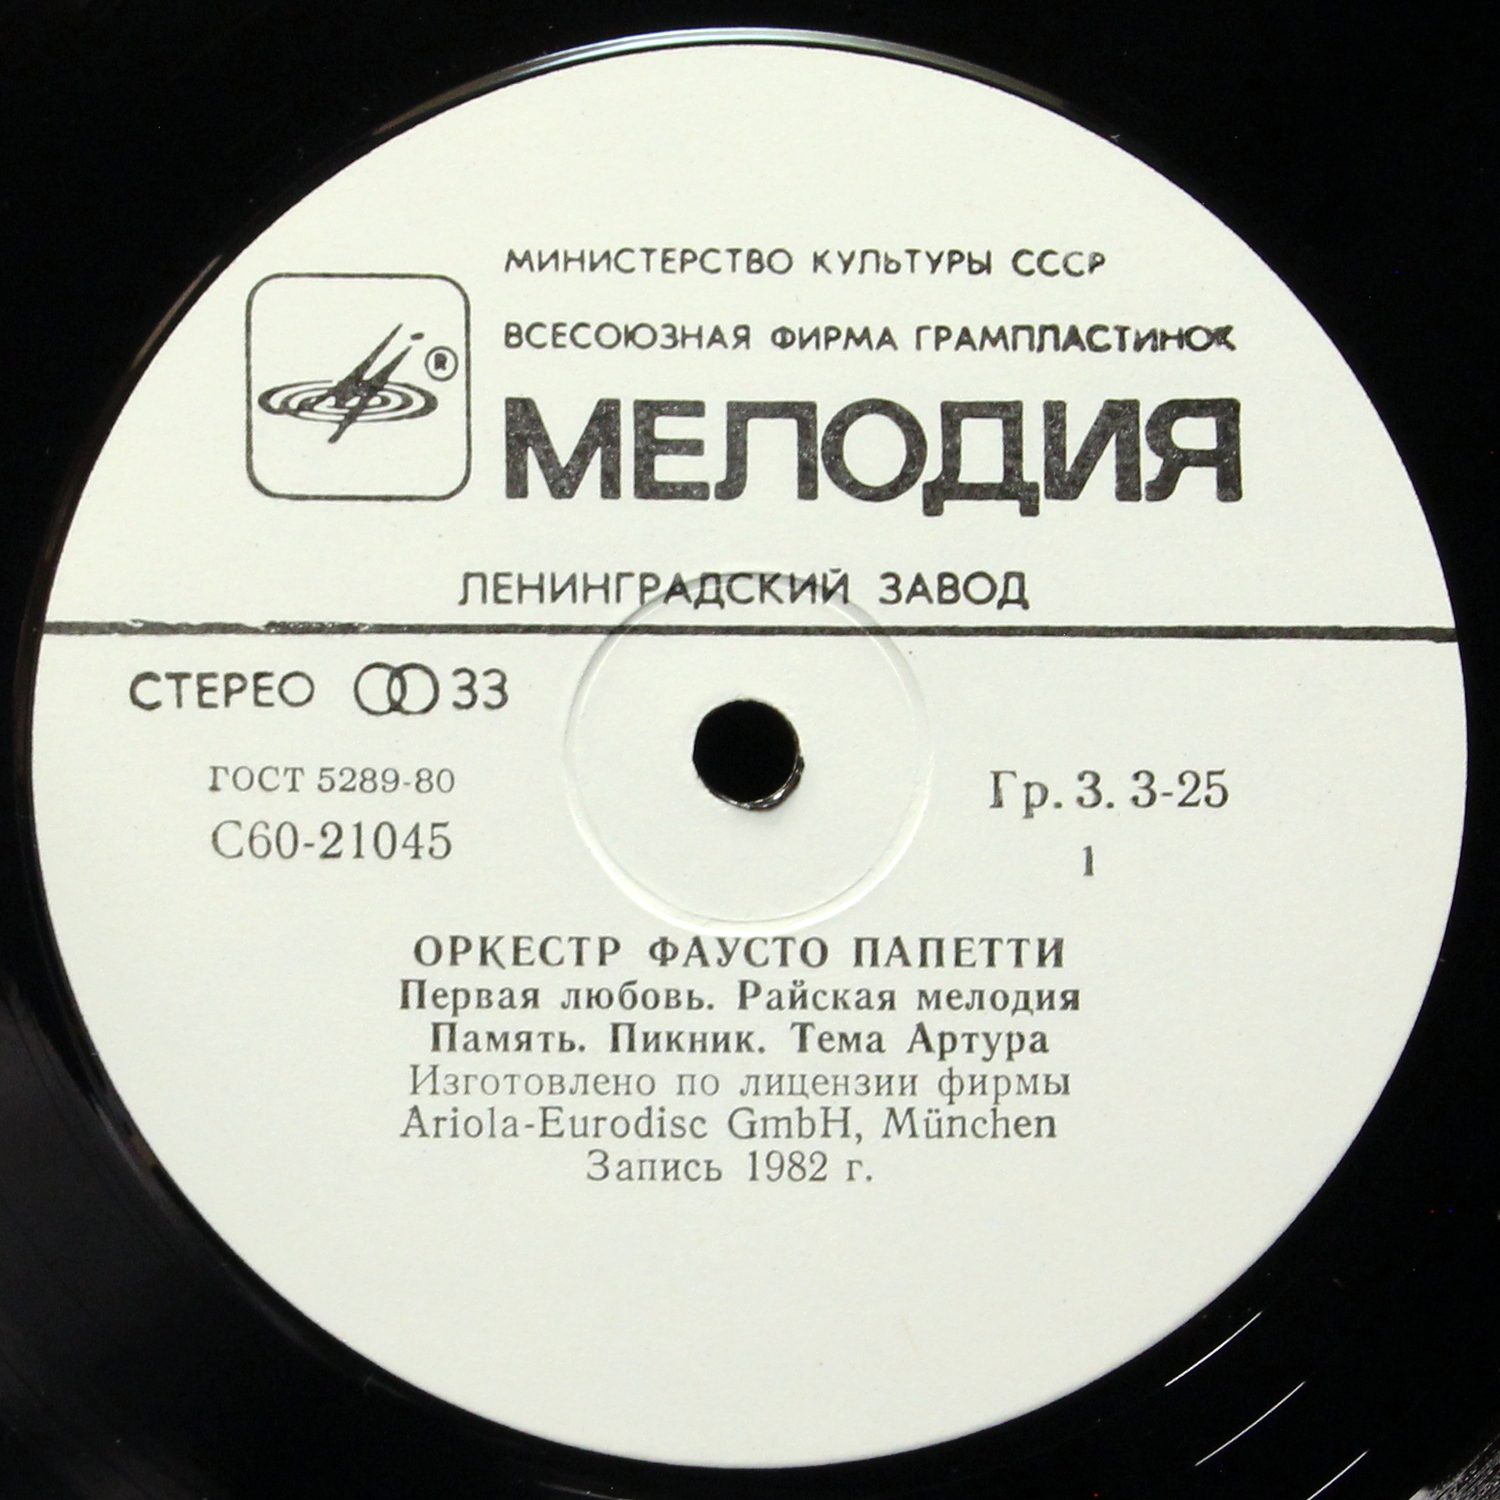 МИНИСТЕРСТВО КУЛЬТУРЫ СССР
ВСЕСОЮЗНАЯ ФИРМА ГРАМПЛАСТИНОК
®
МЕЛОДИЯ
ЛЕНИНГРАДСКИЙ ЗАВОД
СТЕРЕО 33
ГОСТ 5289-80
С60-21045
Гр. 3. 3-25
1
ОРКЕСТР ФАУСТО ПАПЕТТИ
Первая любовь. Райская мелодия
Память. Пикник. Тема Артура
Изготовлено по лицензии фирмы
Ariola-Eurodisc GmbH, München
Запись 1982 г.